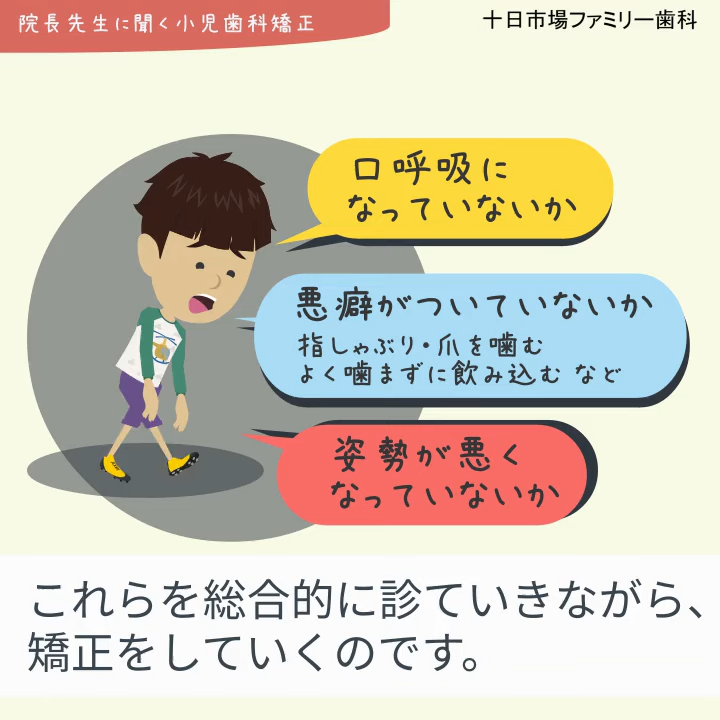 院長先生に聞く小児歯科矯正
十日市場ファミリー歯科
口呼吸に
なっていないか
悪癖がついていないか
指しゃぶり・爪を噛む
よく噛まずに飲み込む など
姿勢が悪く
なっていないか
これらを総合的に診ていきながら、
矯正をしていくのです。